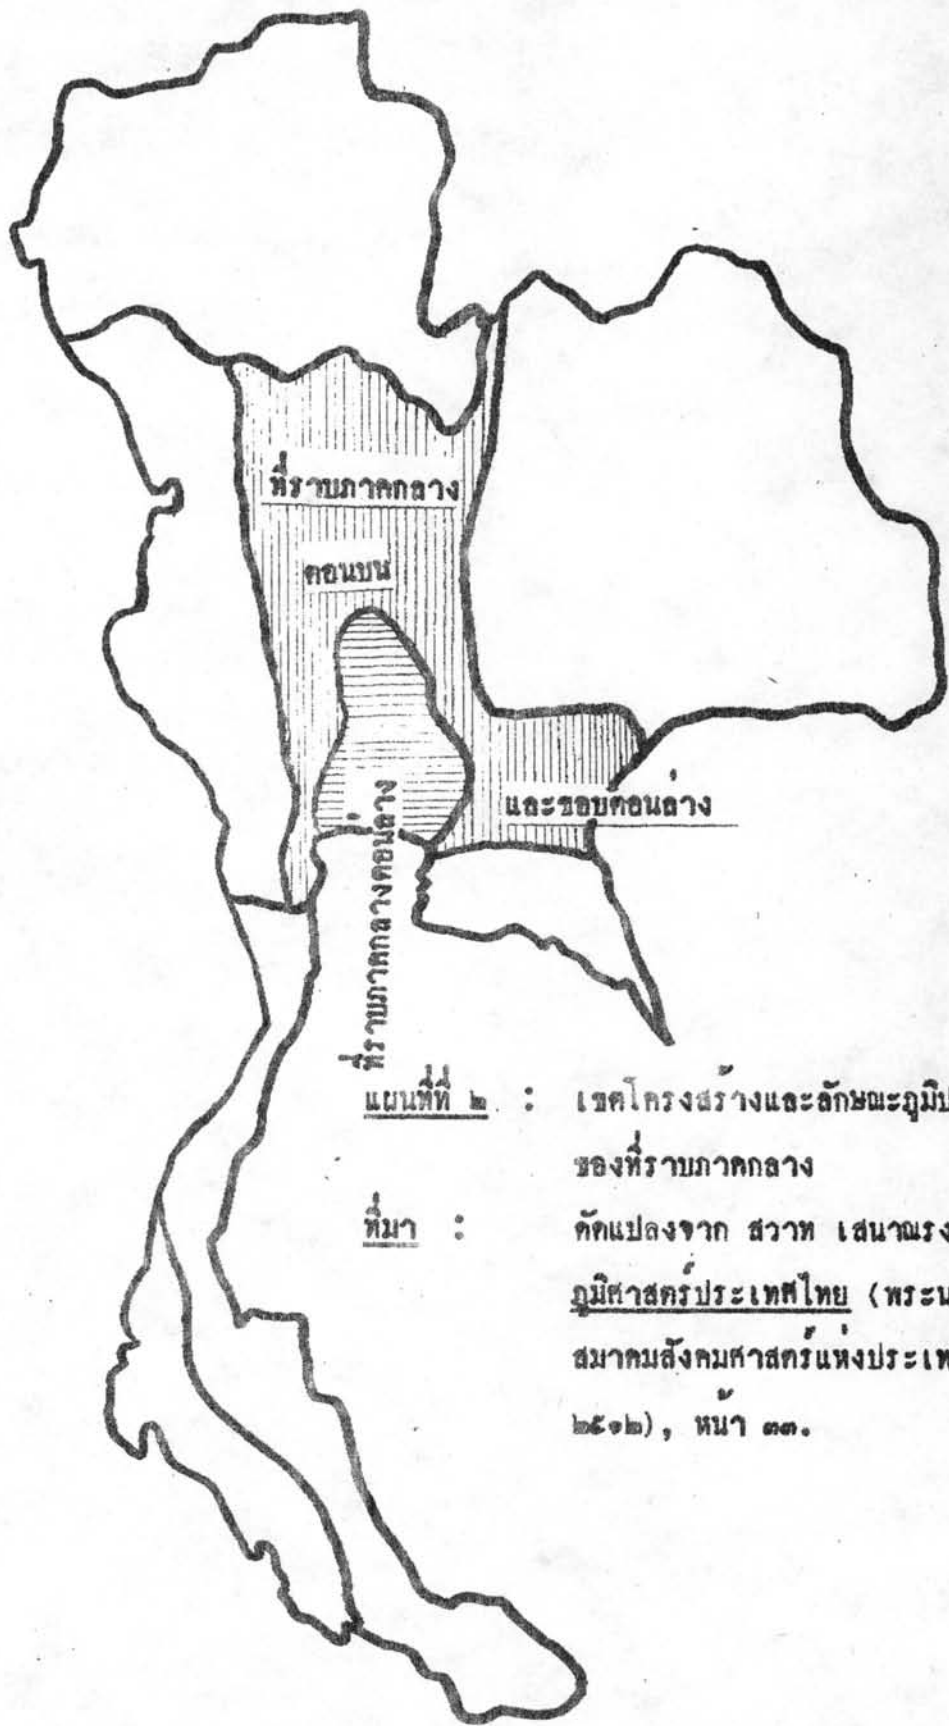 ที่ราบภาคกลาง
ตอนบน
และขอบตอนล่าง
ที่ราบภาคกลางตอนล่าง
แผนที่ที่ ๒ : เขตโครงสร้างและลักษณะภูมิป
ของที่ราบภาคกลาง
ที่มา : ดัดแปลงจาก สวาท เสนาณรง
ภูมิศาสตร์ประเทศไทย (พระน
สมาคมสังคมศาสตร์แห่งประเท
๒๕๑๒), หน้า ๓๓.